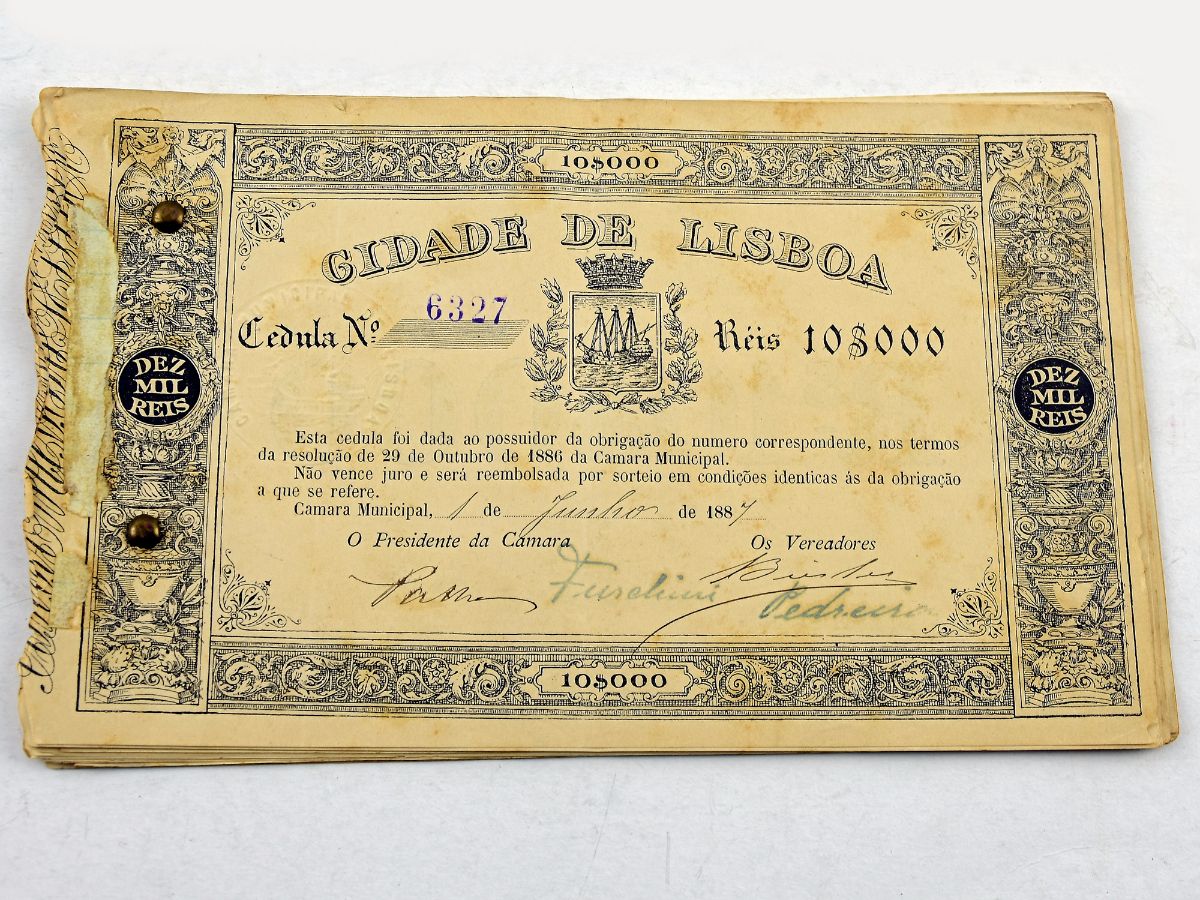 10$000
CIDADE DE LISBOA
Cedula Nº 6327
Réis 10$000
DEZ MIL REIS
DEZ MIL REIS
Esta cedula foi dada ao possuidor da obrigação do numero correspondente, nos termos
da resolução de 29 de Outubro de 1886 da Camara Municipal.
Não vence juro e será reembolsada por sorteio em condições identicas ás da obrigação
a que se refere.
Camara Municipal, 1 de Junho de 1887
O Presidente da Camara
Os Vereadores
Pedreira
10$000